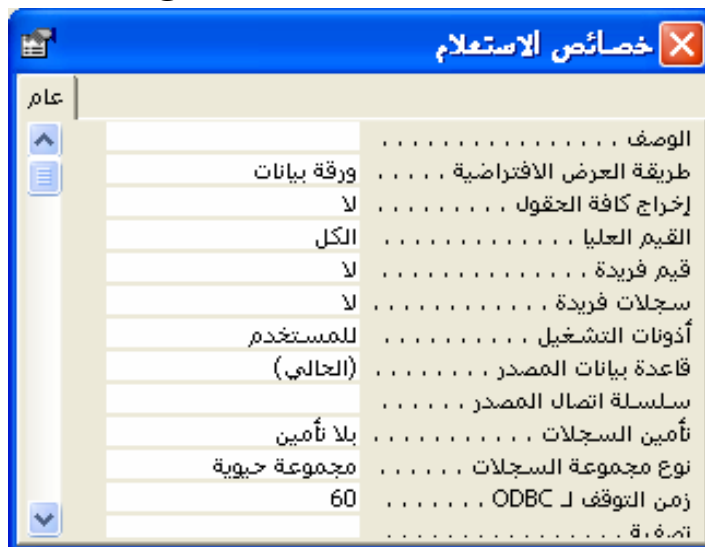 خصائص الاستعلام
عام
الوصف . . . . . . . . . . . . . . . .
طريقة العرض الافتراضية . . . . . ورقة بيانات
إخراج كافة الحقول . . . . . . . . . لا
القيم العليا . . . . . . . . . . . . . الكل
قيم فريدة . . . . . . . . . . . . . . لا
سجلات فريدة . . . . . . . . . . . . لا
أذونات التشغيل . . . . . . . . . . للمستخدم
قاعدة بيانات المصدر . . . . . . . . (الحالي)
سلسلة اتصال المصدر . . . . . .
تأمين السجلات . . . . . . . . . . . بلا تأمين
نوع مجموعة السجلات . . . . . . مجموعة حيوية
زمن التوقف لـ ODBC . . . . . . . 60
تصفية . . . . . . . . . . . . . . . .